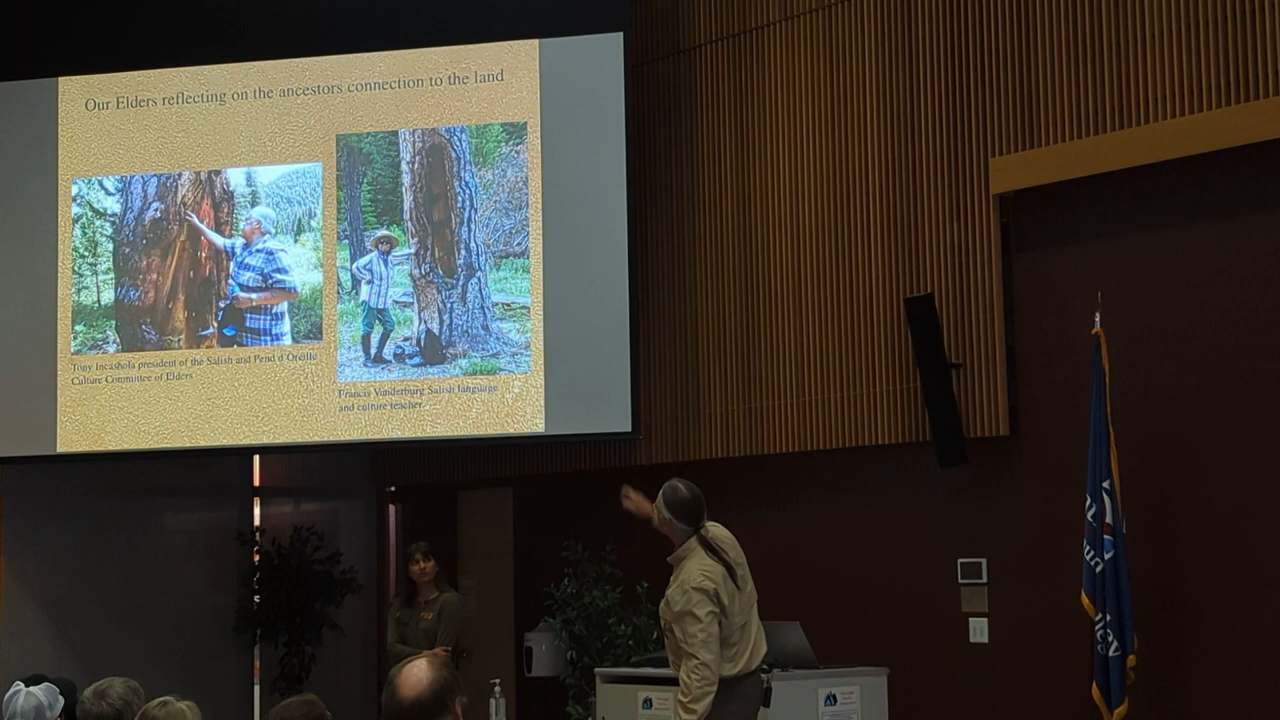 Our Elders reflecting on the ancestors connection to the land
Tony Incashola president of the Salish and Pend d'Oreille
Culture Committee of Elders
Francis Vanderburg Salish language
and culture teacher